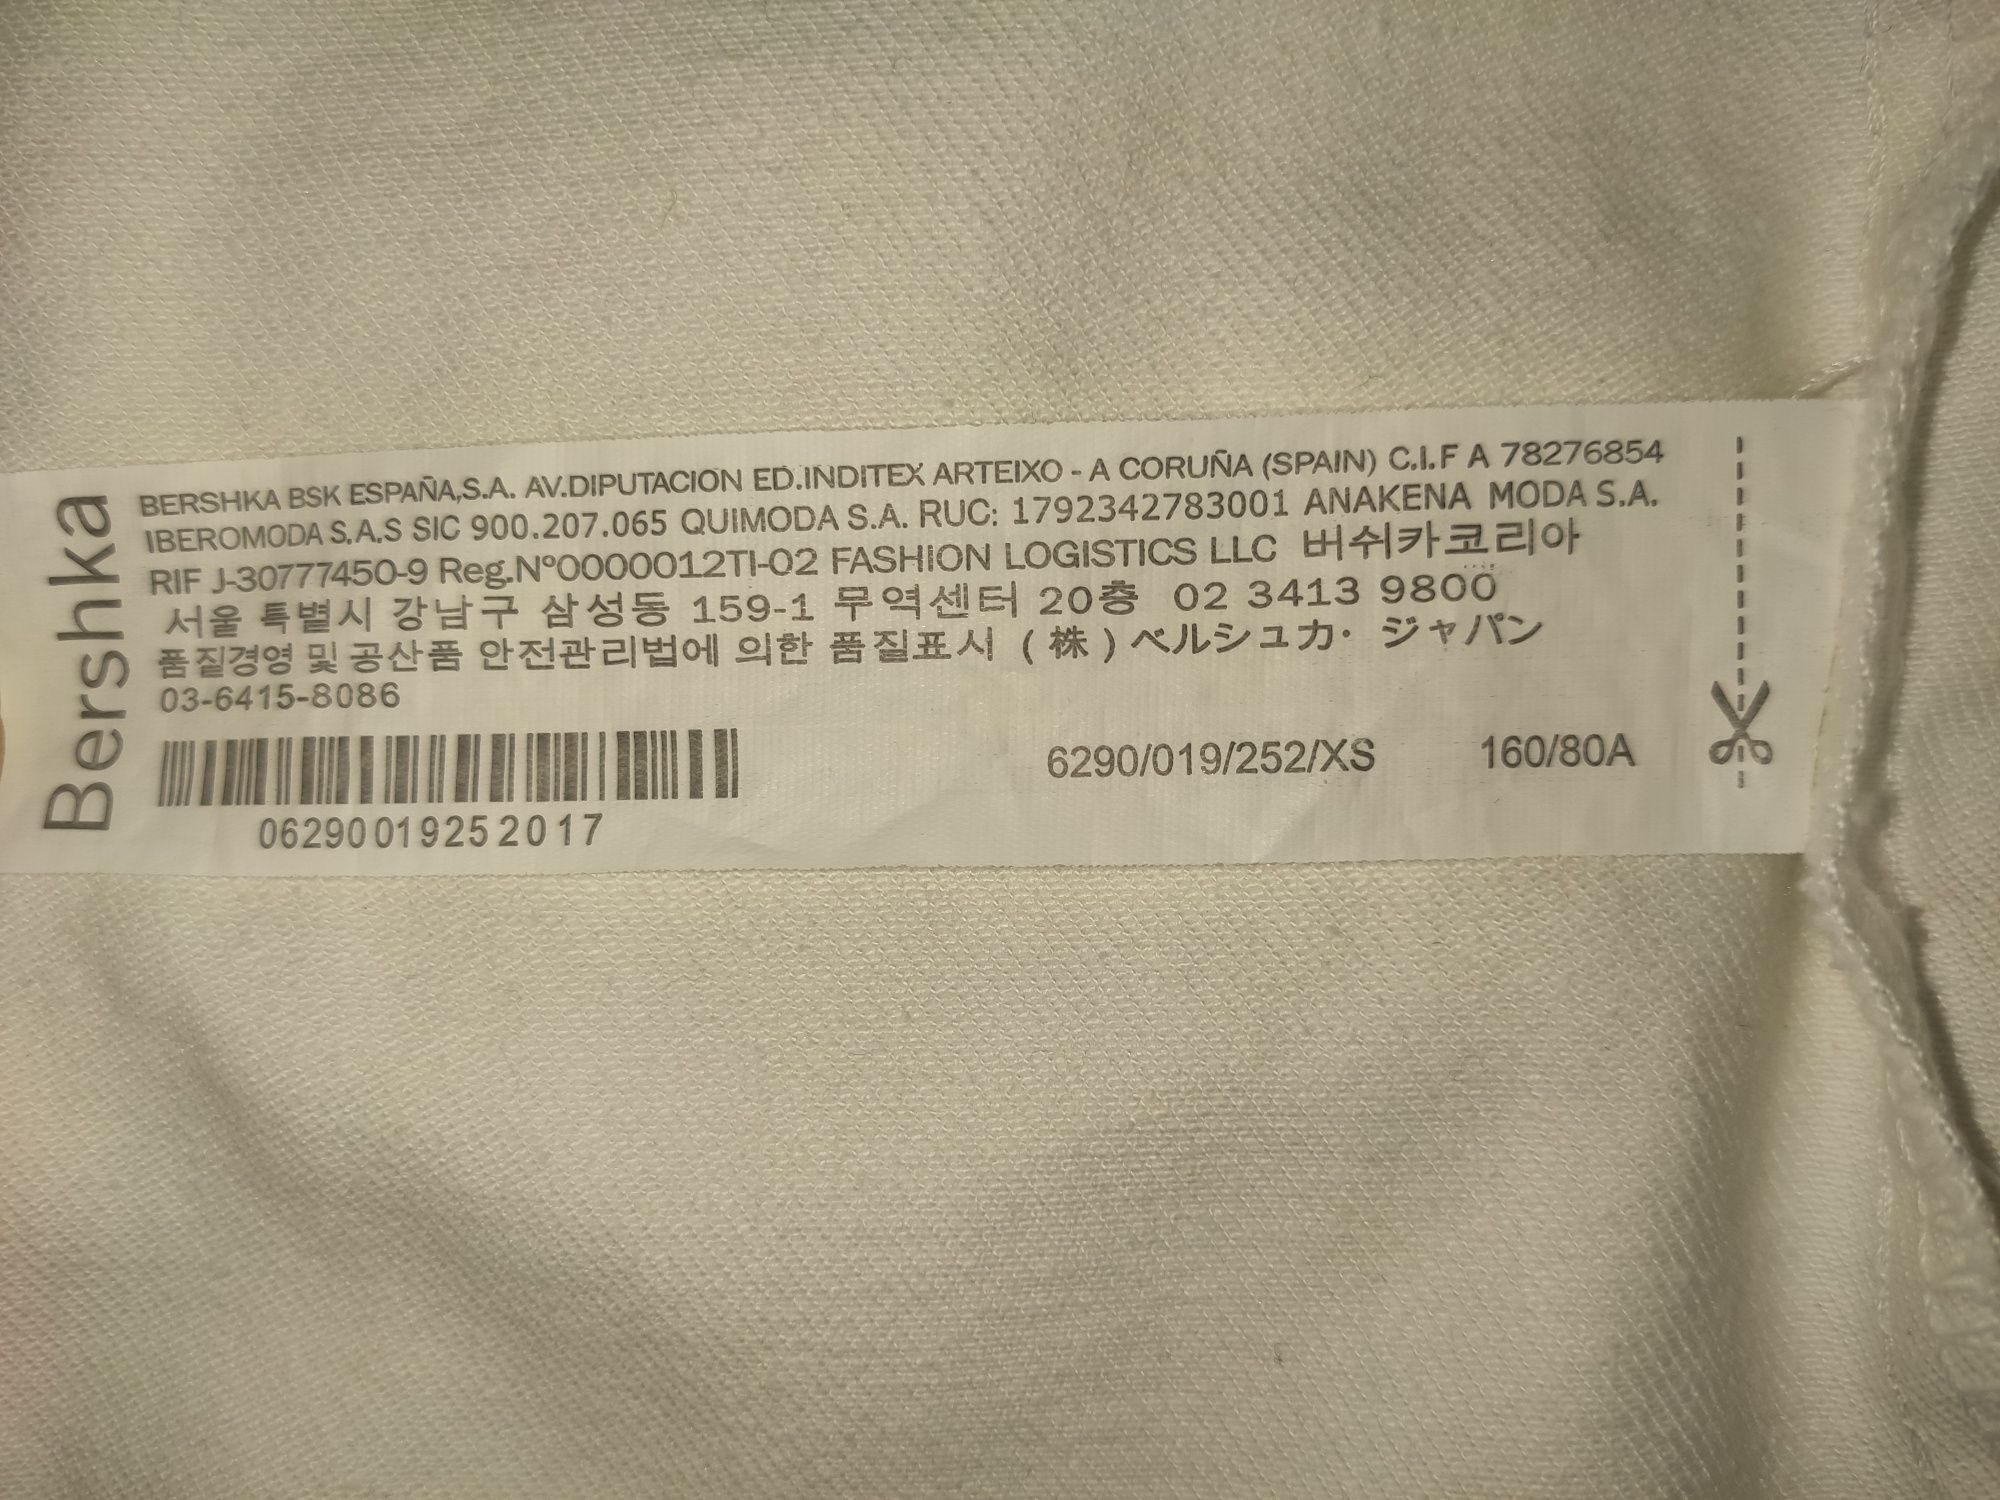 Bershka
BERSHKA BSK ESPAÑA,S.A. AV.DIPUTACION ED.INDITEX ARTEIXO - A CORUÑA (SPAIN) C.I.F A 78276854
IBEROMODA S.A.S SIC 900.207.065 QUIMODA S.A. RUC: 1792342783001 ANAKENA MODA S.A.
RIF J-30777450-9 Reg.Nº0000012TI-02 FASHION LOGISTICS LLC 버쉬카코리아
서울 특별시 강남구 삼성동 159-1 무역센터 20층 02 3413 9800
품질경영 및 공산품 안전관리법에 의한 품질표시 (株) ベルシュカ・ジャパン
03-6415-8086
6290/019/252/XS 160/80A
06290019252017